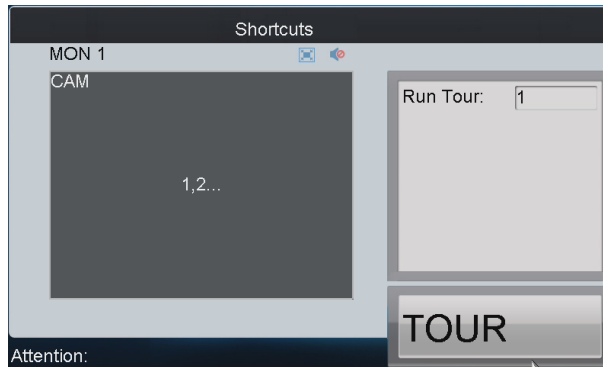 Shortcuts
MON 1
CAM
1,2...
Run Tour: 1
TOUR
Attention: